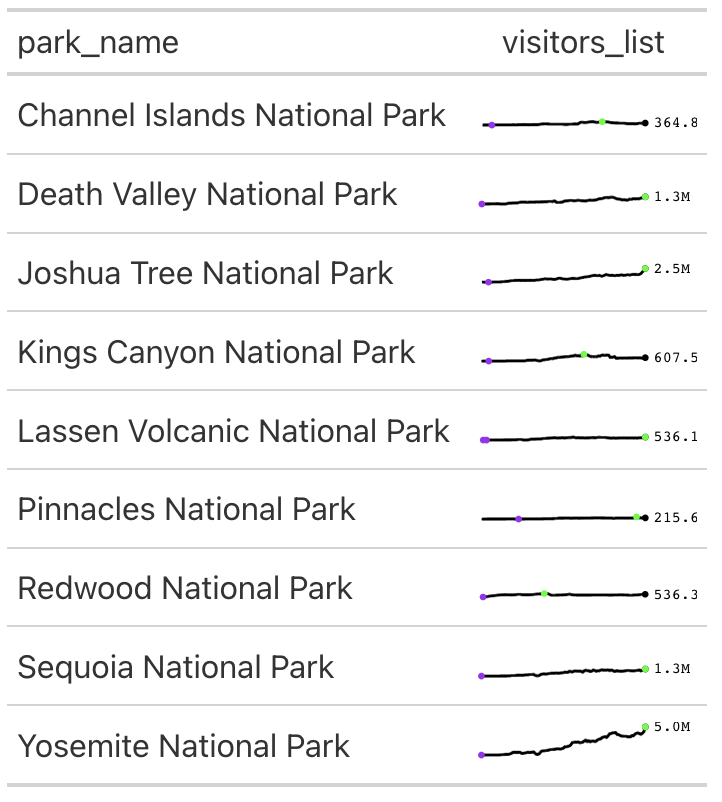 park_name visitors_list
Channel Islands National Park 364.8
Death Valley National Park 1.3M
Joshua Tree National Park 2.5M
Kings Canyon National Park 607.5
Lassen Volcanic National Park 536.1
Pinnacles National Park 215.6
Redwood National Park 536.3
Sequoia National Park 1.3M
Yosemite National Park 5.0M